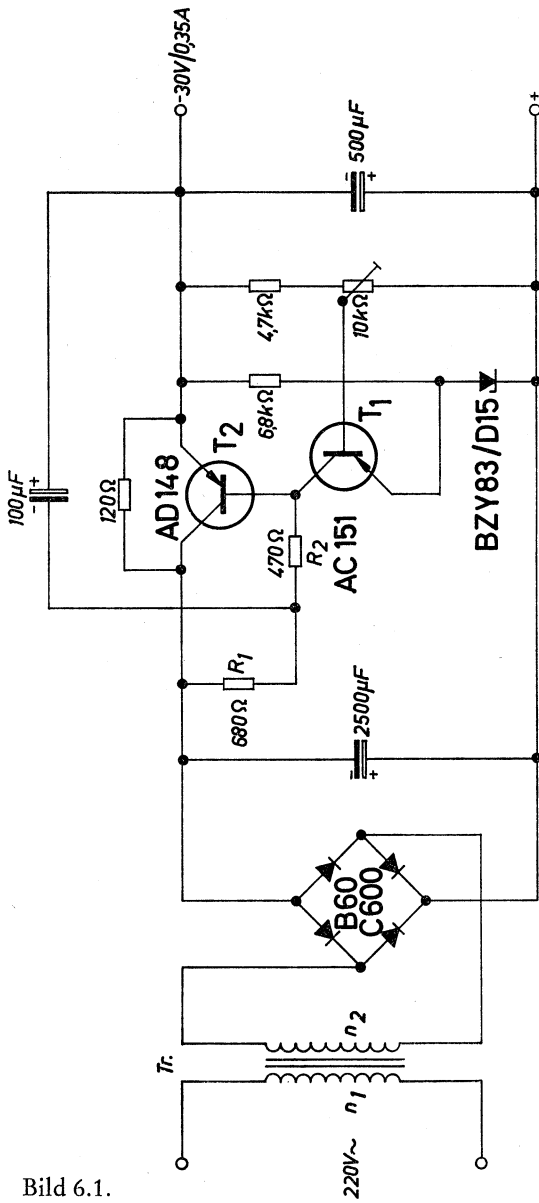 220V~
n₁
Tr.
n₂
B60
C600
2500µF
680Ω
R₁
100µF
-
+
120Ω
AD148
T₂
470Ω
R₂
AC151
T₁
6,8kΩ
BZY83/D15
4,7kΩ
10kΩ
-
+
500µF
-30V/0,35A
+
-
+
Bild 6.1.